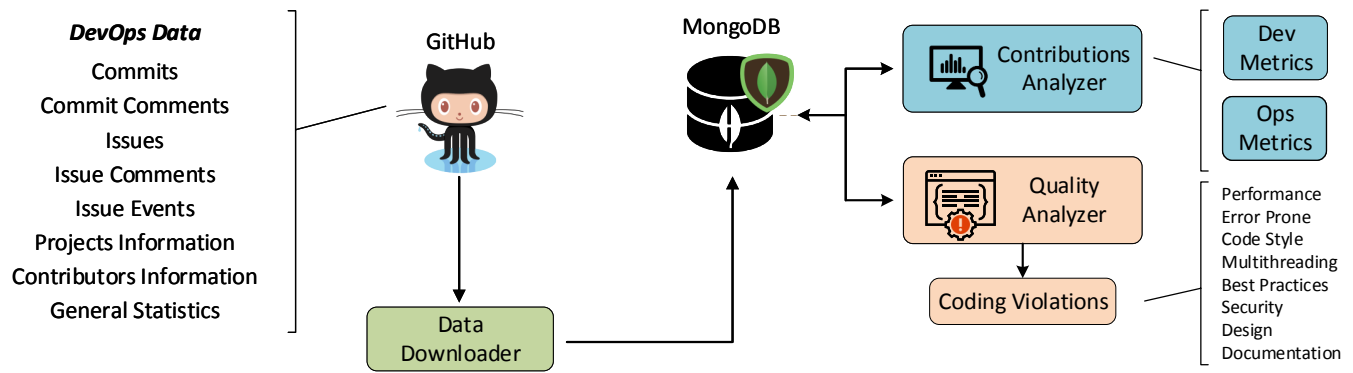 DevOps Data
Commits
Commit Comments
Issues
Issue Comments
Issue Events
Projects Information
Contributors Information
General Statistics
GitHub
Data
Downloader
MongoDB
Contributions
Analyzer
Quality
Analyzer
Coding Violations
Dev
Metrics
Ops
Metrics
Performance
Error Prone
Code Style
Multithreading
Best Practices
Security
Design
Documentation